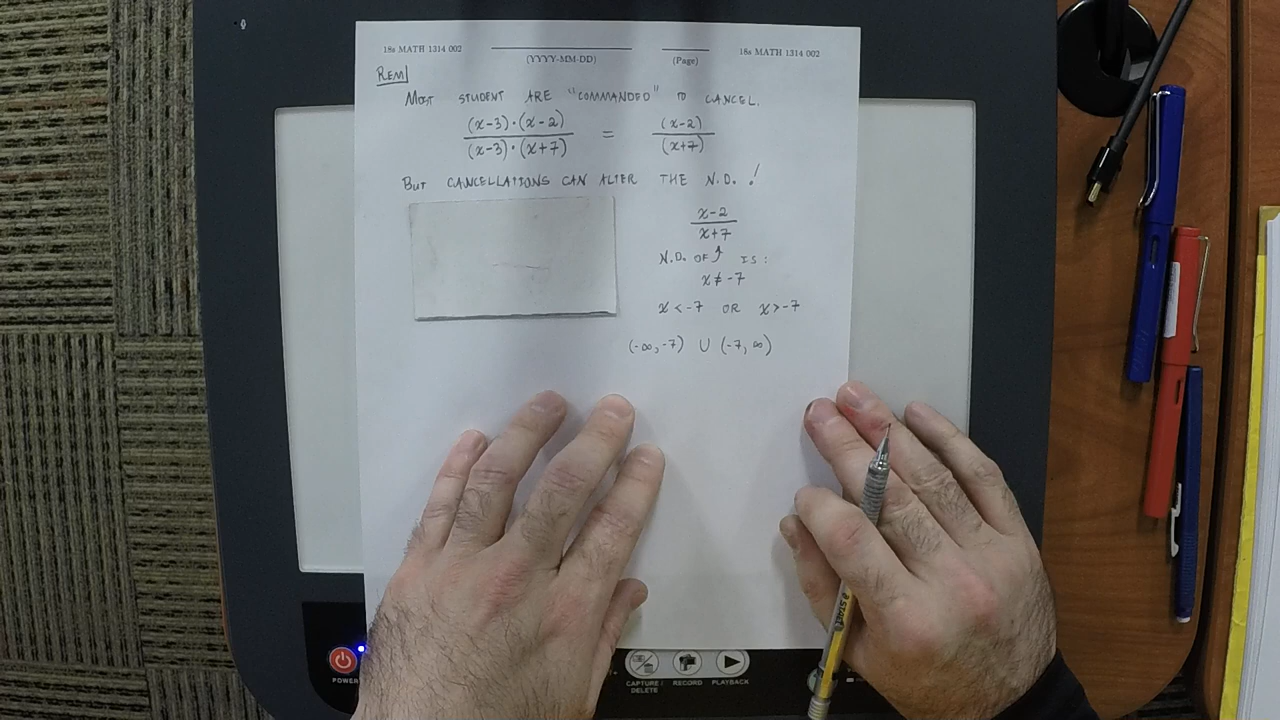 18s MATH 1314 002 (YYYY-MM-DD) (Page) 18s MATH 1314 002
REM
MOST STUDENT ARE "COMMANDED" TO CANCEL.
(x-3)·(x-2) / (x-3)·(x+7) = (x-2) / (x+7)
BUT CANCELLATIONS CAN ALTER THE N.D.!
x-2 / x+7
N.D. OF ↑ IS:
x ≠ -7
x < -7 OR x > -7
(-∞, -7) ∪ (-7, ∞)
POWER
CAPTURE / DELETE
RECORD
PLAYBACK